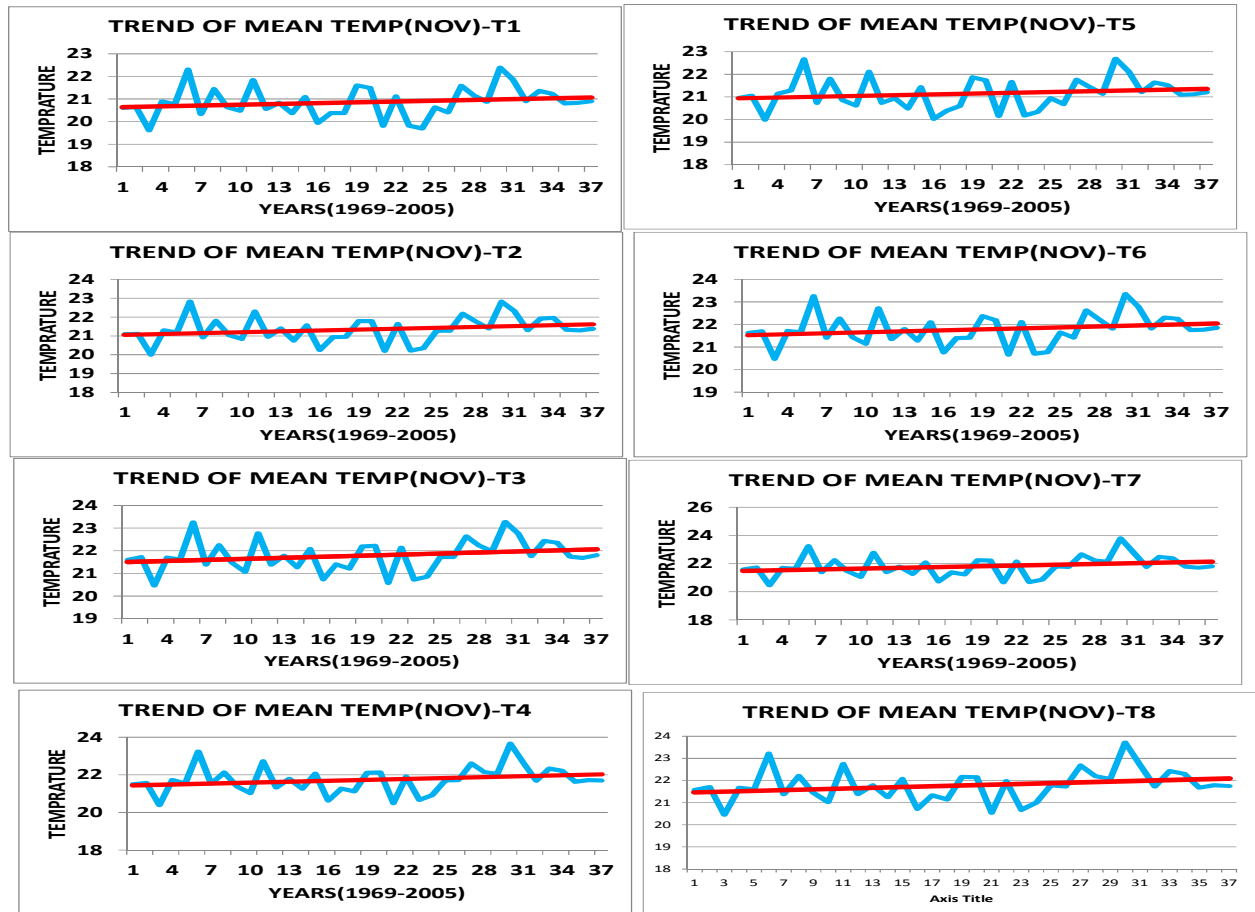 TREND OF MEAN TEMP(NOV)-T1
TEMPRATURE
23
22
21
20
19
18
1 4 7 10 13 16 19 22 25 28 31 34 37
YEARS(1969-2005)
TREND OF MEAN TEMP(NOV)-T5
TEMPRATURE
23
22
21
20
19
18
1 4 7 10 13 16 19 22 25 28 31 34 37
YEARS(1969-2005)
TREND OF MEAN TEMP(NOV)-T2
TEMPRATURE
24
23
22
21
20
19
18
1 4 7 10 13 16 19 22 25 28 31 34 37
YEARS(1969-2005)
TREND OF MEAN TEMP(NOV)-T6
TEMPRATURE
24
23
22
21
20
19
1 4 7 10 13 16 19 22 25 28 31 34 37
YEARS(1969-2005)
TREND OF MEAN TEMP(NOV)-T3
TEMPRATURE
24
23
22
21
20
19
1 4 7 10 13 16 19 22 25 28 31 34 37
YEARS(1969-2005)
TREND OF MEAN TEMP(NOV)-T7
TEMPRATURE
26
24
22
20
18
1 4 7 10 13 16 19 22 25 28 31 34 37
YEARS(1969-2005)
TREND OF MEAN TEMP(NOV)-T4
TEMPRATURE
24
22
20
18
1 4 7 10 13 16 19 22 25 28 31 34 37
YEARS(1969-2005)
TREND OF MEAN TEMP(NOV)-T8
TEMPRATURE
24
23
22
21
20
19
18
1 3 5 7 9 11 13 15 17 19 21 23 25 27 29 31 33 35 37
Axis Title